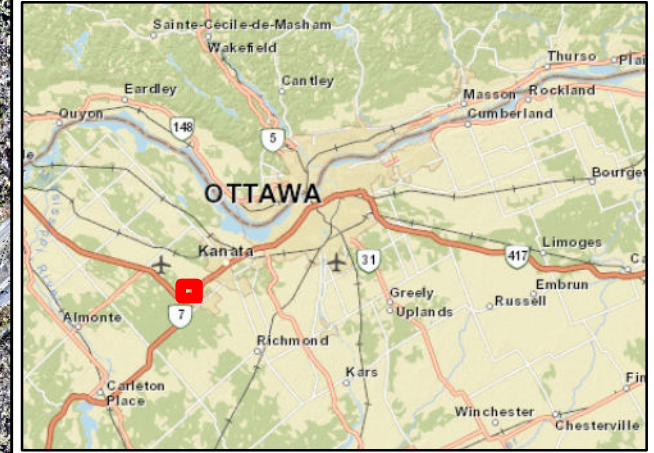 Sainte-Cécile-de-Masham
Wakefield
Thurso
Cantley
Eardley
Masson
Rockland
Quyon
Cumberland
148
5
Bourget
OTTAWA
Kanata
31
417
Limoges
Embrun
Greely
Russell
Uplands
7
Almonte
Richmond
Kars
Carleton
Place
Winchester
Chesterville